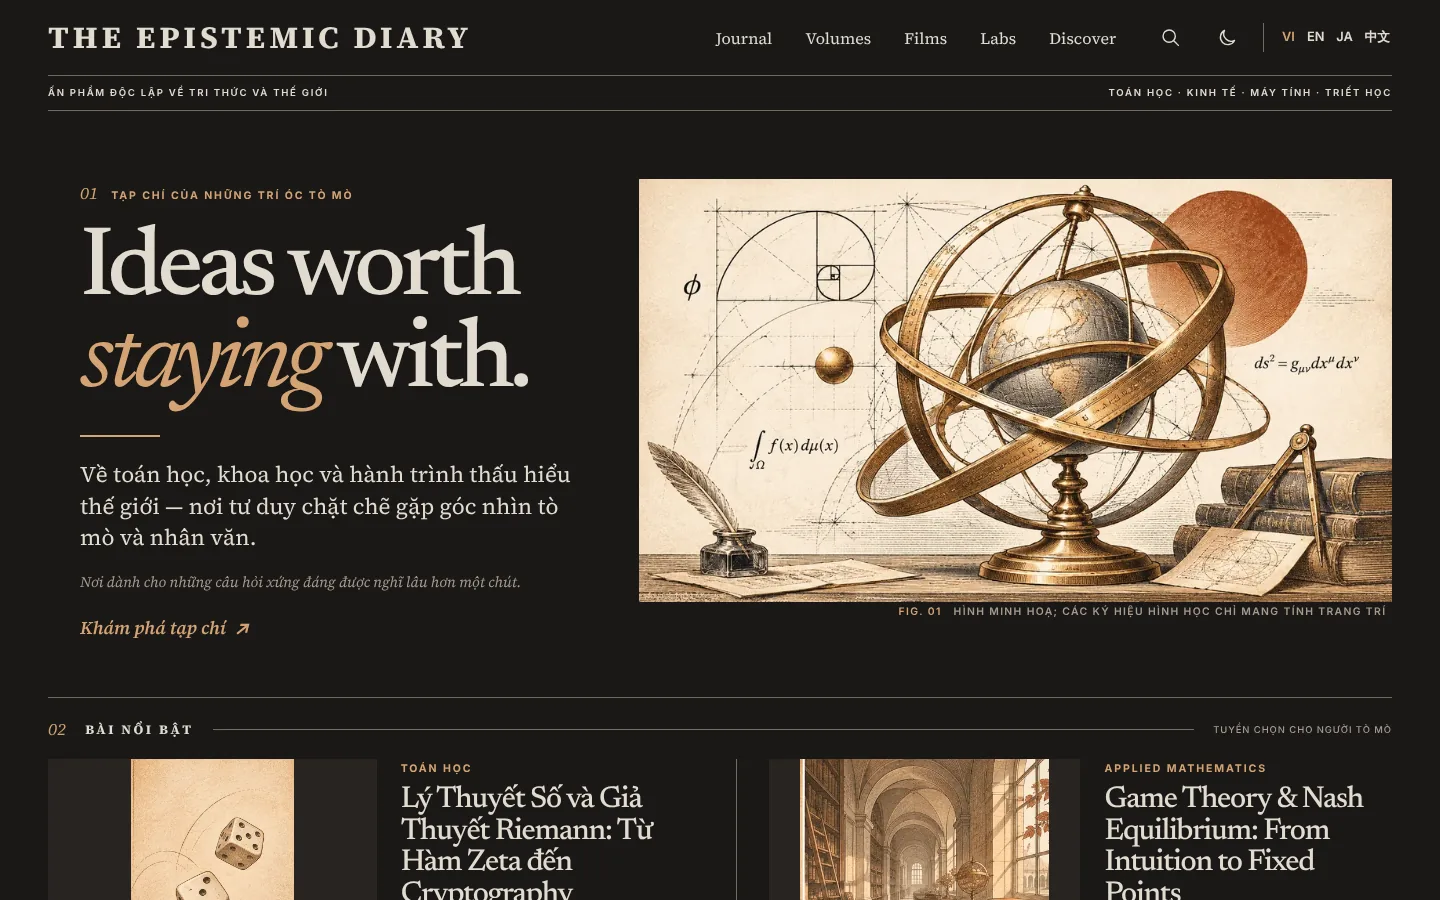 THE EPISTEMIC DIARY
Journal Volumes Films Labs Discover VI EN JA 中文
ẤN PHẨM ĐỘC LẬP VỀ TRI THỨC VÀ THẾ GIỚI
TOÁN HỌC · KINH TẾ · MÁY TÍNH · TRIẾT HỌC
01 TẠP CHÍ CỦA NHỮNG TRÍ ÓC TÒ MÒ
Ideas worth
staying with.
Về toán học, khoa học và hành trình thấu hiểu
thế giới — nơi tư duy chặt chẽ gặp góc nhìn tò
mò và nhân văn.
Nơi dành cho những câu hỏi xứng đáng được nghĩ lâu hơn một chút.
Khám phá tạp chí ↗
ϕ
ds² = gμνdxμdxν
∫Ω f(x) dμ(x)
FIG. 01 HÌNH MINH HOẠ; CÁC KÝ HIỆU HÌNH HỌC CHỈ MANG TÍNH TRANG TRÍ
02 BÀI NỔI BẬT
TUYỂN CHỌN CHO NGƯỜI TÒ MÒ
TOÁN HỌC
Lý Thuyết Số và Giả
Thuyết Riemann: Từ
Hàm Zeta đến
Cryptography
APPLIED MATHEMATICS
Game Theory & Nash
Equilibrium: From
Intuition to Fixed
Points